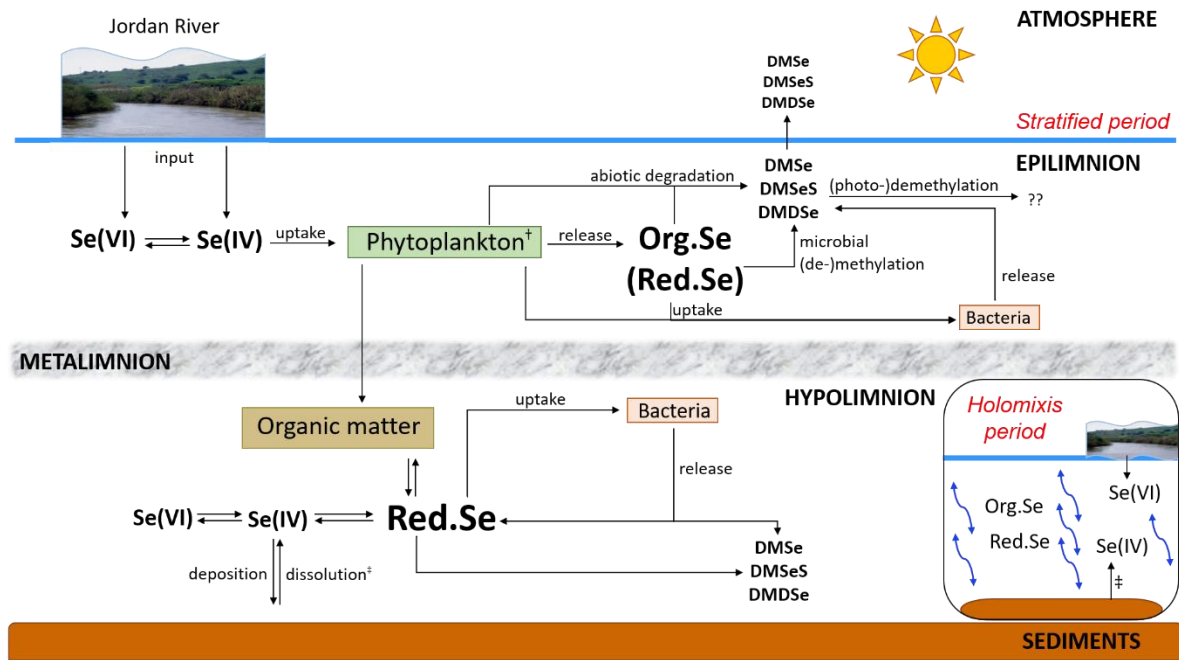 Jordan River
ATMOSPHERE
DMSe
DMSeS
DMDSe
Stratified period
input
EPILIMNION
abiotic degradation
DMSe
DMSeS
DMDSe
(photo-)demethylation
??
Se(VI)
Se(IV)
uptake
Phytoplankton†
release
Org.Se
(Red.Se)
microbial
(de-)methylation
release
uptake
Bacteria
METALIMNION
HYPOLIMNION
Organic matter
uptake
Bacteria
release
Se(VI)
Se(IV)
Red.Se
deposition
dissolution‡
DMSe
DMSeS
DMDSe
Holomixis
period
Se(VI)
Org.Se
Red.Se
Se(IV)
‡
SEDIMENTS